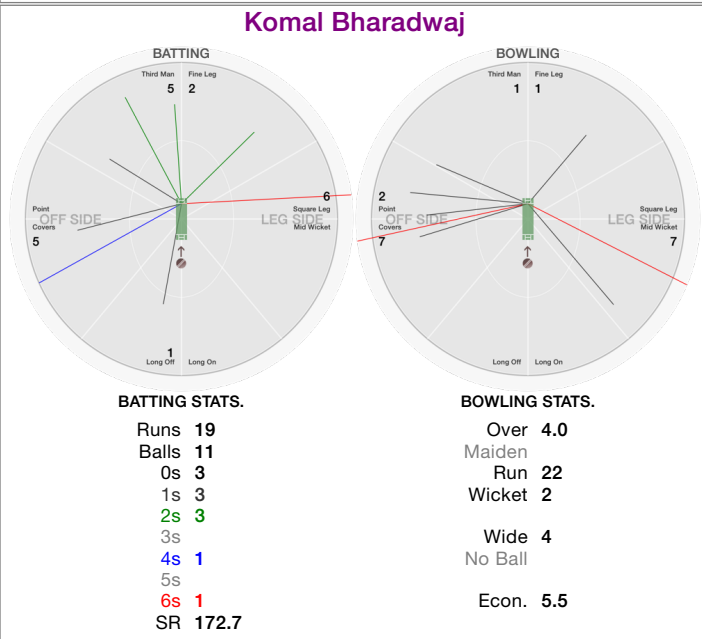 Komal Bharadwaj
BATTING
Third Man Fine Leg
5 2
6
Point Square Leg
OFF SIDE LEG SIDE
Covers Mid Wicket
5
1
Long Off Long On
BOWLING
Third Man Fine Leg
1 1
2
Point Square Leg
OFF SIDE LEG SIDE
Covers Mid Wicket
7 7
Long Off Long On
BATTING STATS.
Runs 19
Balls 11
0s 3
1s 3
2s 3
3s
4s 1
5s
6s 1
SR 172.7
BOWLING STATS.
Over 4.0
Maiden
Run 22
Wicket 2
Wide 4
No Ball
Econ. 5.5